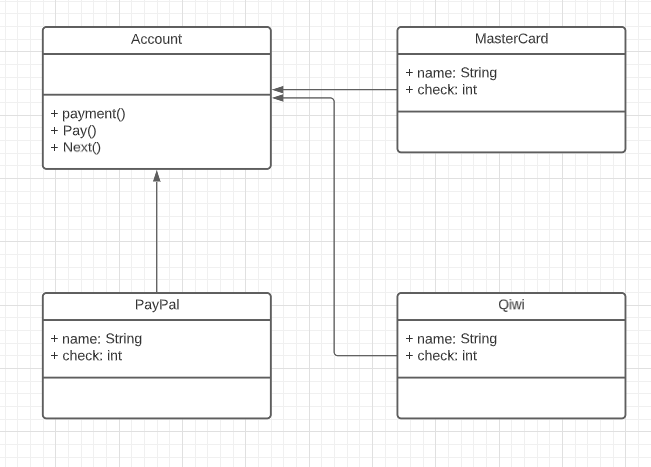 Account
+ payment()
+ Pay()
+ Next()
MasterCard
+ name: String
+ check: int
PayPal
+ name: String
+ check: int
Qiwi
+ name: String
+ check: int